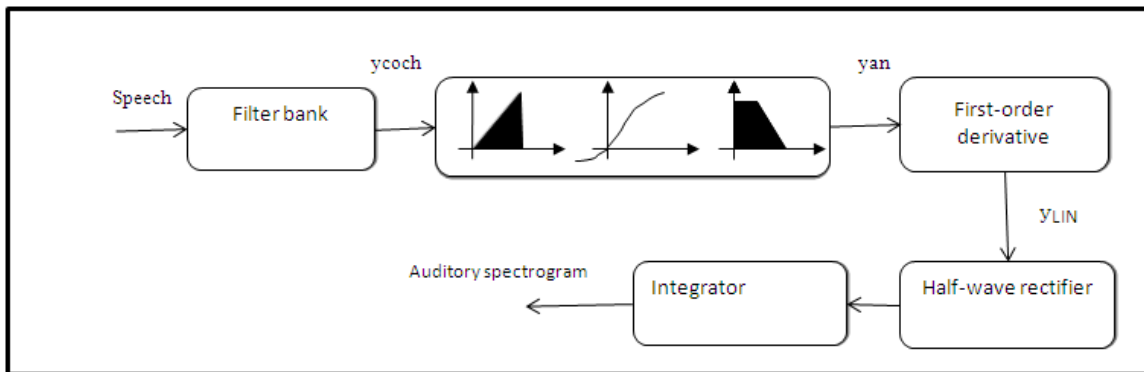 Speech
Filter bank
ycoch
yan
First-order
derivative
yLIN
Half-wave rectifier
Integrator
Auditory spectrogram